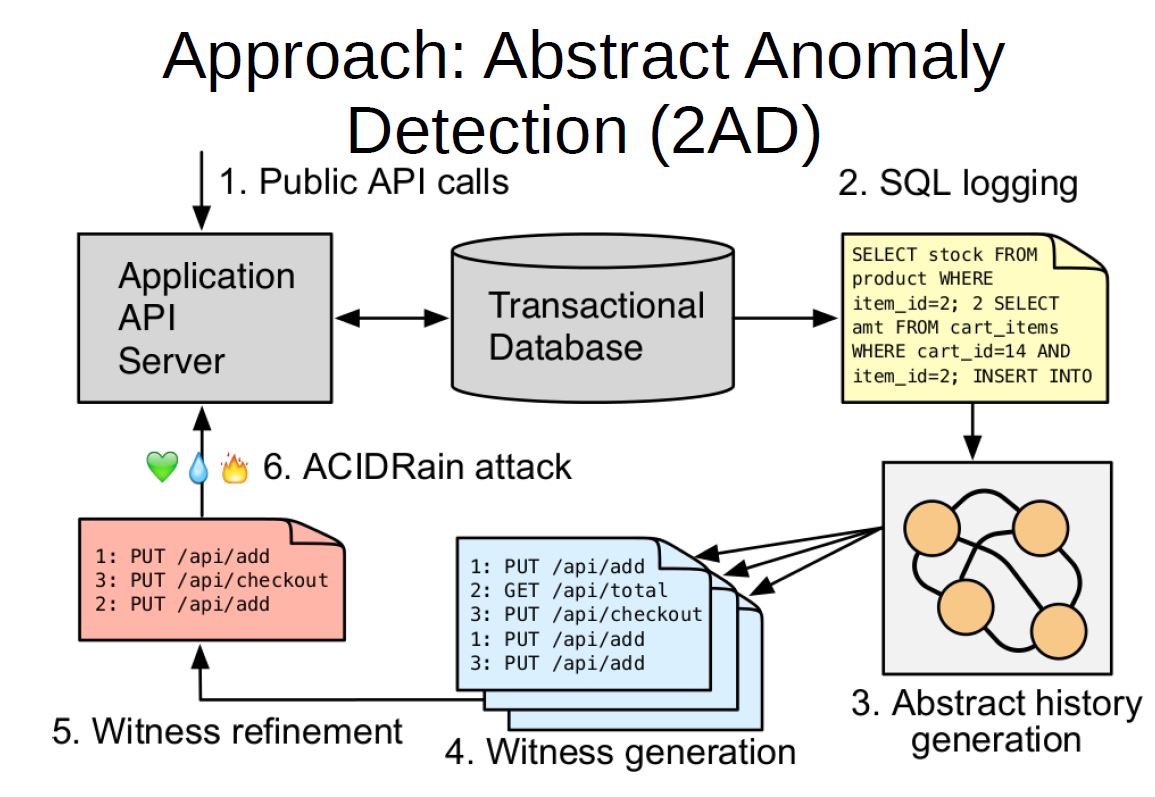 Approach: Abstract Anomaly
Detection (2AD)
1. Public API calls
2. SQL logging
Application
API
Server
Transactional
Database
SELECT stock FROM
product WHERE
item_id=2; 2 SELECT
amt FROM cart_items
WHERE cart_id=14 AND
item_id=2; INSERT INTO
6. ACIDRain attack
1: PUT /api/add
3: PUT /api/checkout
2: PUT /api/add
1: PUT /api/add
2: GET /api/total
3: PUT /api/checkout
1: PUT /api/add
3: PUT /api/add
3. Abstract history
generation
5. Witness refinement
4. Witness generation